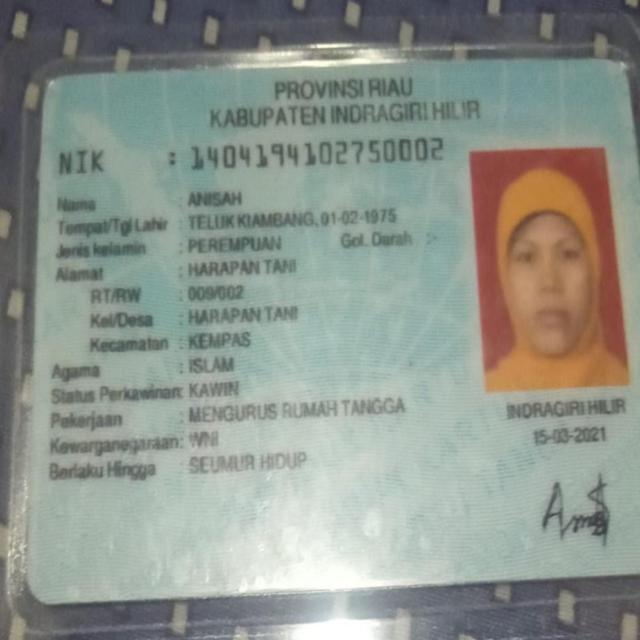 PROVINSI RIAU
KABUPATEN INDRAGIRI HILIR
NIK : 1404194102750002
Nama : ANISAH
Tempat/Tgl Lahir : TELUK KIAMBANG, 01-02-1975
Jenis kelamin : PEREMPUAN Gol. Darah :-
Alamat : HARAPAN TANI
RT/RW : 009/002
Kel/Desa : HARAPAN TANI
Kecamatan : KEMPAS
Agama : ISLAM
Status Perkawinan: KAWIN
Pekerjaan : MENGURUS RUMAH TANGGA
Kewarganegaraan: WNI
Berlaku Hingga : SEUMUR HIDUP
INDRAGIRI HILIR
15-03-2021